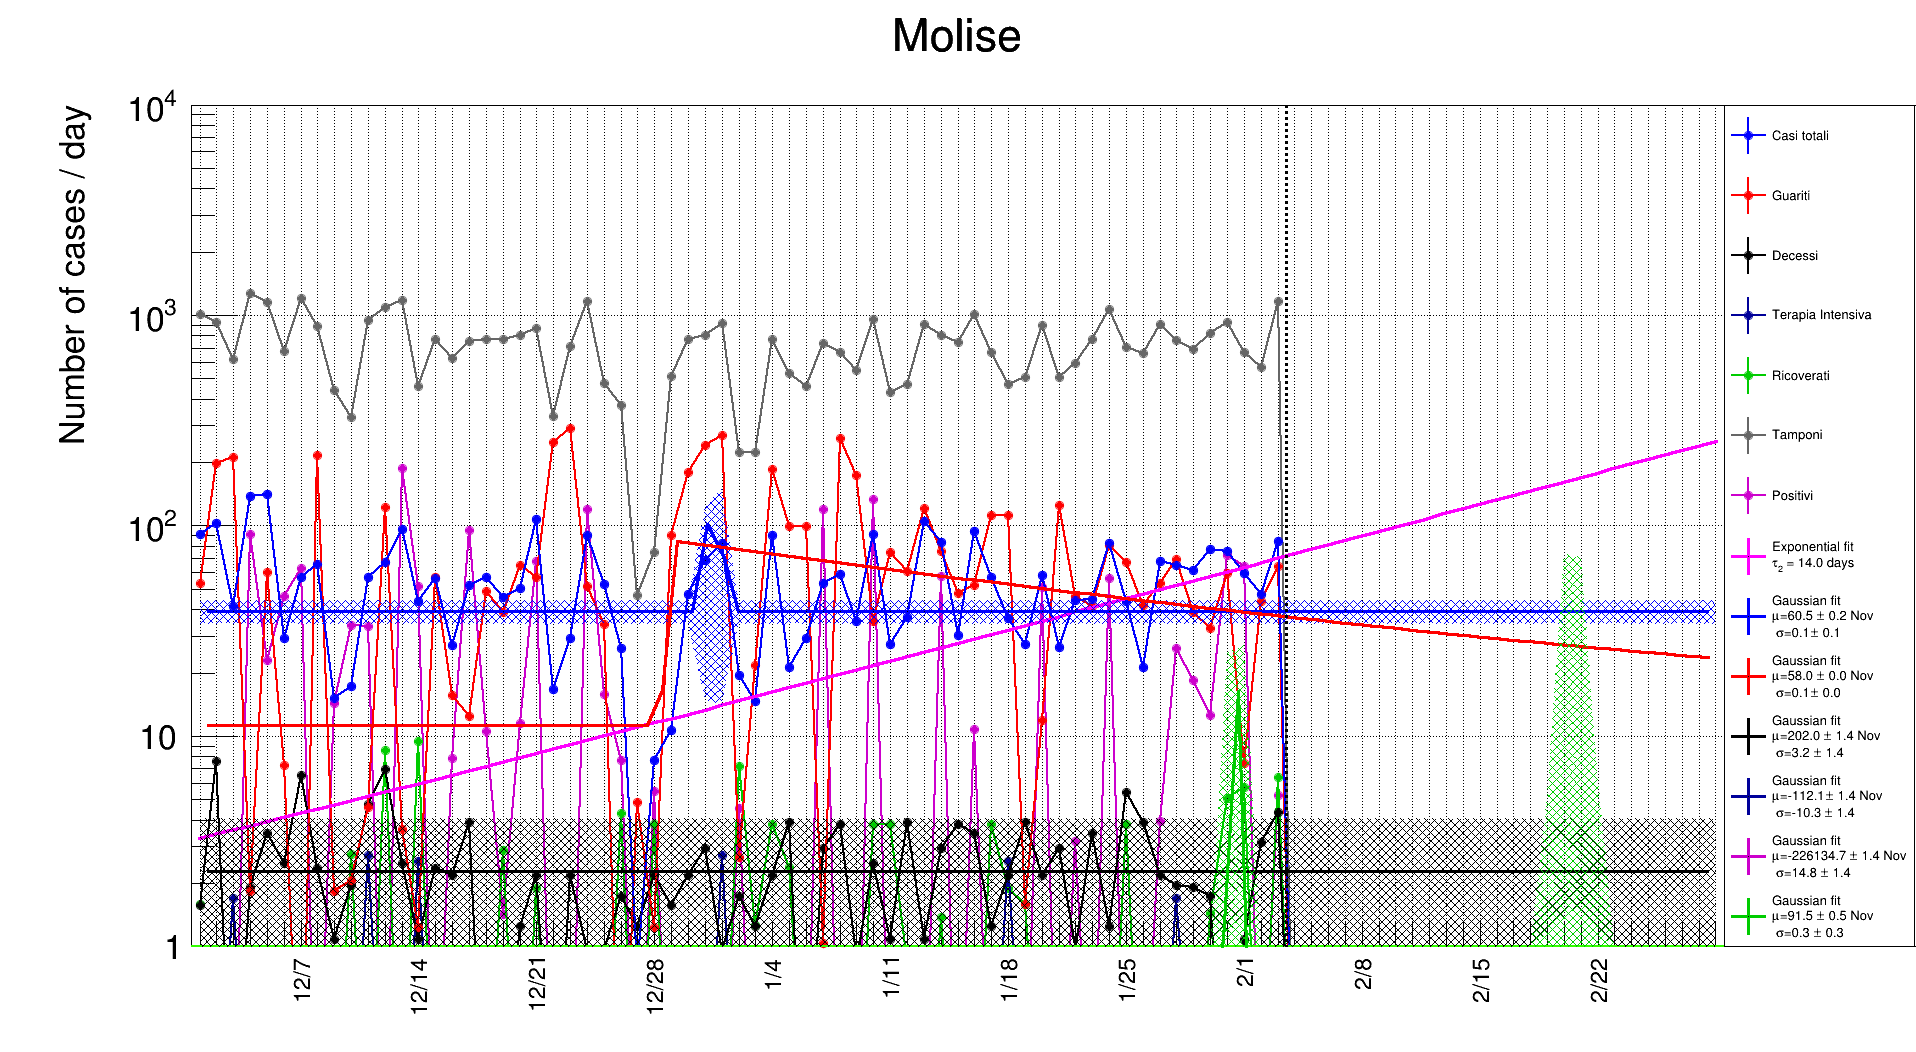 Molise
Number of cases / day
10^4
10^3
10^2
10
1
12/7
12/14
12/21
12/28
1/4
1/11
1/18
1/25
2/1
2/8
2/15
2/22
Casi totali
Guariti
Decessi
Terapia Intensiva
Ricoverati
Tamponi
Positivi
Exponential fit
τ2 = 14.0 days
Gaussian fit
μ=60.5 ± 0.2 Nov
σ=0.1± 0.1
Gaussian fit
μ=58.0 ± 0.0 Nov
σ=0.1± 0.0
Gaussian fit
μ=202.0 ± 1.4 Nov
σ=3.2 ± 1.4
Gaussian fit
μ=-112.1± 1.4 Nov
σ=-10.3 ± 1.4
Gaussian fit
μ=-226134.7 ± 1.4 Nov
σ=14.8 ± 1.4
Gaussian fit
μ=91.5 ± 0.5 Nov
σ=0.3 ± 0.3